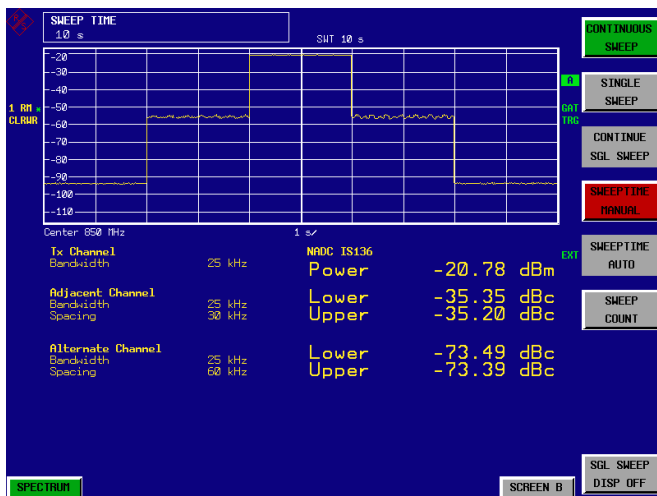 SWEEP TIME
10 s
SWT 10 s
-20
-30
-40
-50
-60
-70
-80
-90
-100
-110
1 RM *
CLRWR
A
GAT
TRG
EXT
Center 850 MHz
1 s/
Tx Channel
Bandwidth 25 kHz
NADC IS136
Power -20.78 dBm
Adjacent Channel
Bandwidth 25 kHz
Spacing 30 kHz
Lower -35.35 dBc
Upper -35.20 dBc
Alternate Channel
Bandwidth 25 kHz
Spacing 60 kHz
Lower -73.49 dBc
Upper -73.39 dBc
CONTINUOUS
SWEEP
SINGLE
SWEEP
CONTINUE
SGL SWEEP
SWEEPTIME
MANUAL
SWEEPTIME
AUTO
SWEEP
COUNT
SGL SWEEP
DISP OFF
SPECTRUM
SCREEN B